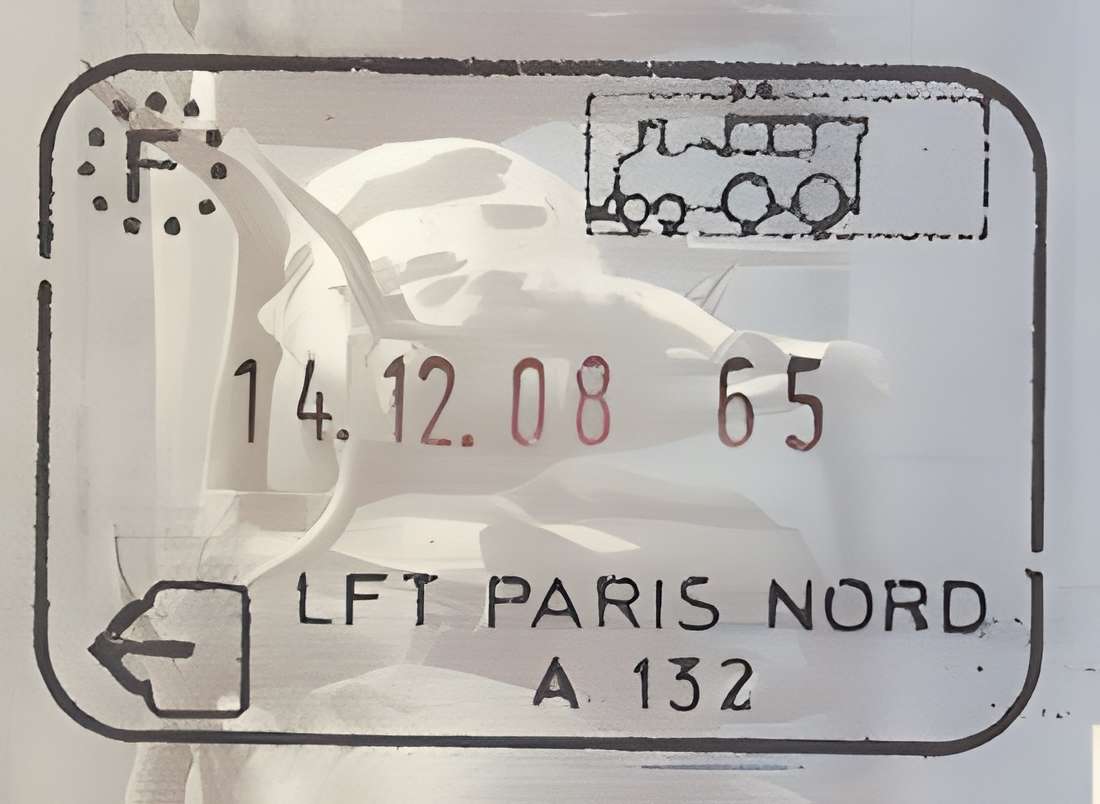 F
14.12.08 65
LFT PARIS NORD
A 132